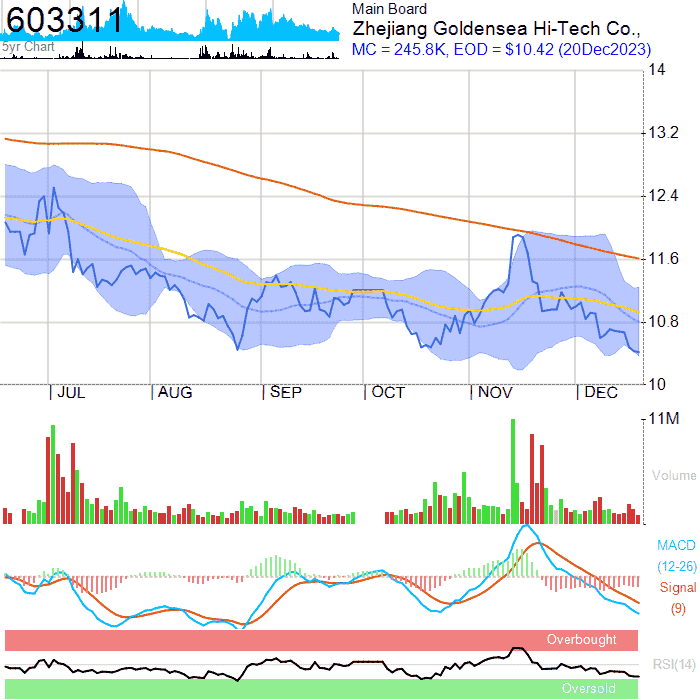 603311
5yr Chart
Main Board
Zhejiang Goldensea Hi-Tech Co.,
MC = 245.8K, EOD = $10.42 (20Dec2023)
14
13.2
12.4
11.6
10.8
10
JUL AUG SEP OCT NOV DEC
11M
Volume
MACD
(12-26)
Signal
(9)
Overbought
RSI(14)
Oversold